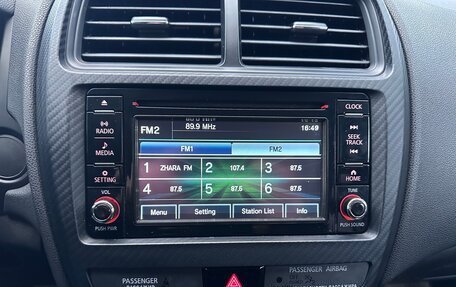 CLOCK
RADIO
MEDIA
SETTING
VOL
PUSH PWR
FM2
89.9 MHz
16:49
FM1 FM2
1 ZHARA FM 2 107.4 3 87.5
4 87.5 5 87.5 6 87.5
Menu Setting Station List Info
SEEK
TRACK
HOME
TUNE
PUSH SOUND
PASSENGER
PASSENGER AIRBAG